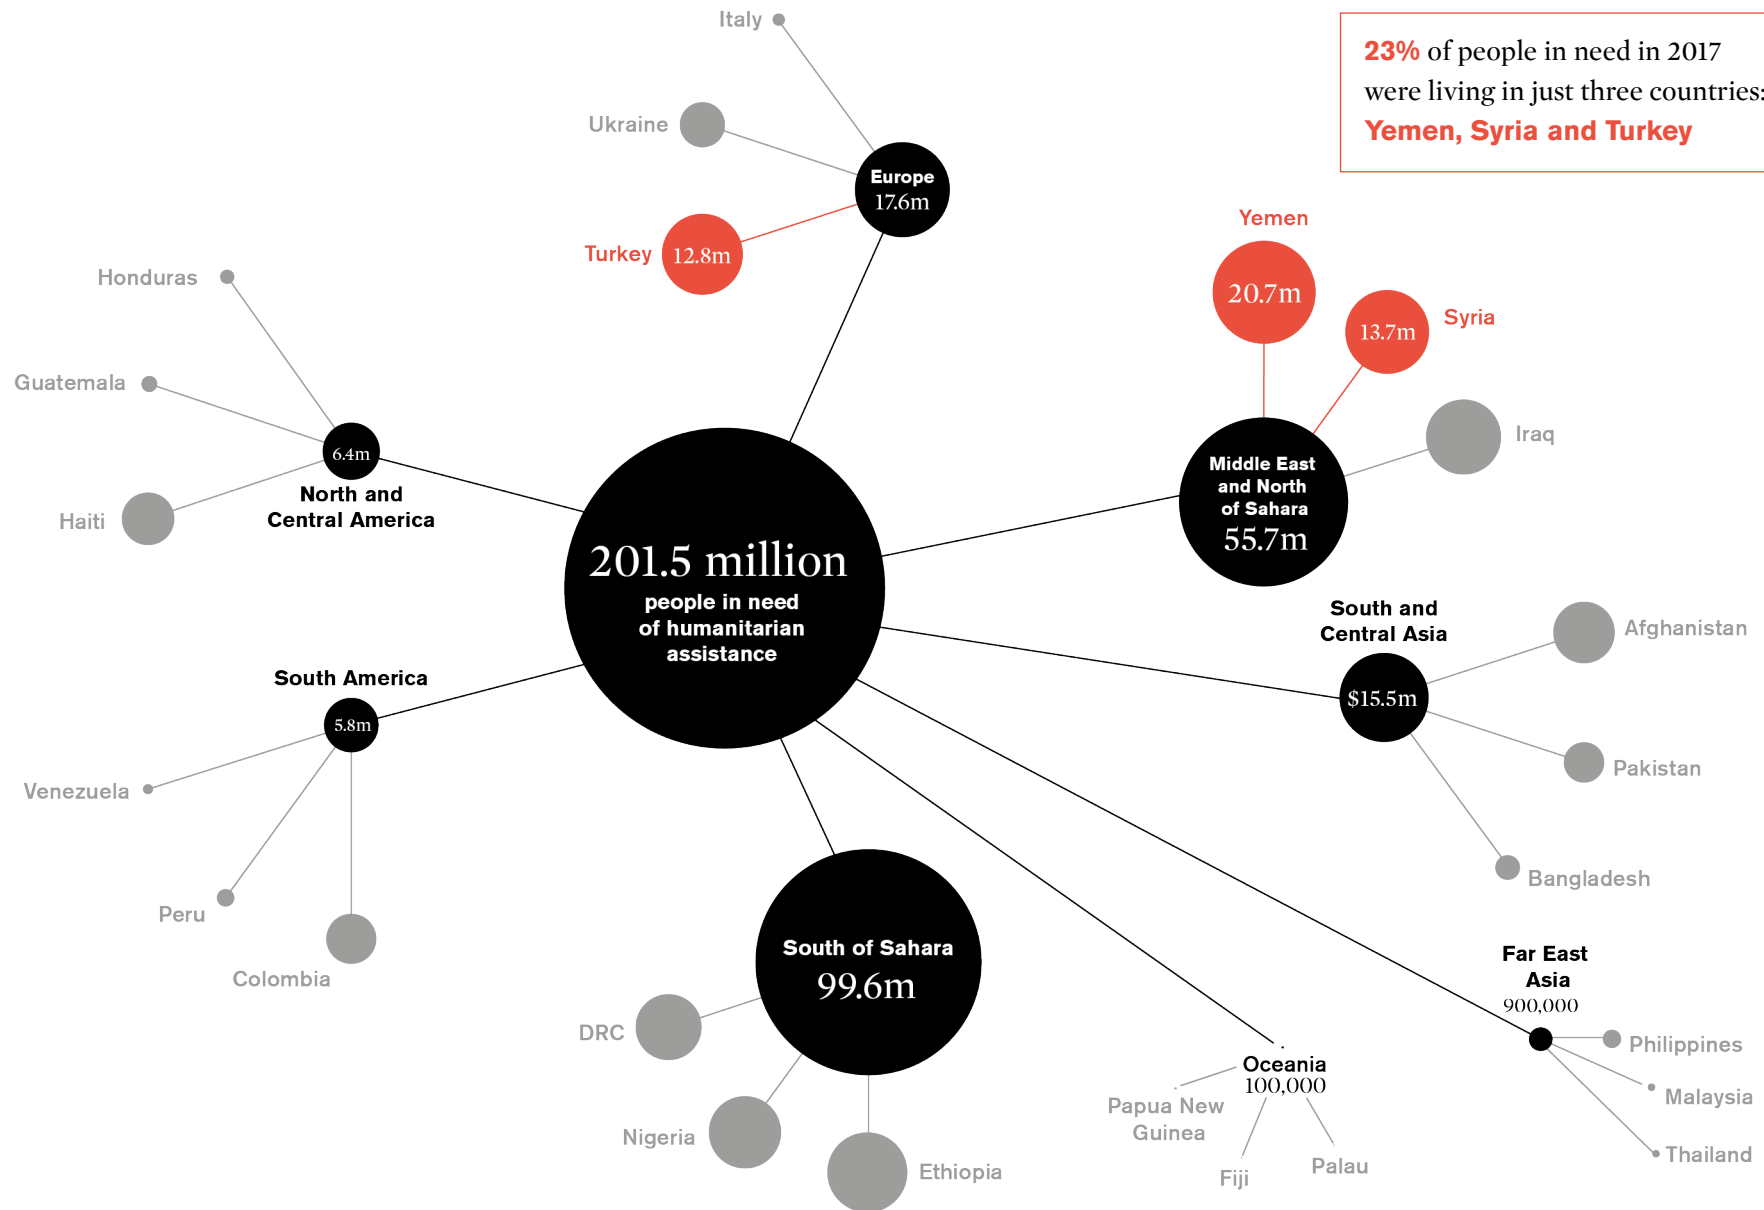 23% of people in need in 2017
were living in just three countries:
Yemen, Syria and Turkey
Italy
Ukraine
Turkey
12.8m
Europe
17.6m
Yemen
20.7m
Syria
13.7m
Iraq
Middle East
and North
of Sahara
55.7m
Honduras
Guatemala
Haiti
6.4m
North and
Central America
201.5 million
people in need
of humanitarian
assistance
South and
Central Asia
$15.5m
Afghanistan
Pakistan
Bangladesh
South America
5.8m
Venezuela
Peru
Colombia
South of Sahara
99.6m
DRC
Nigeria
Ethiopia
Oceania
100,000
Papua New
Guinea
Fiji
Palau
Far East
Asia
900,000
Philippines
Malaysia
Thailand